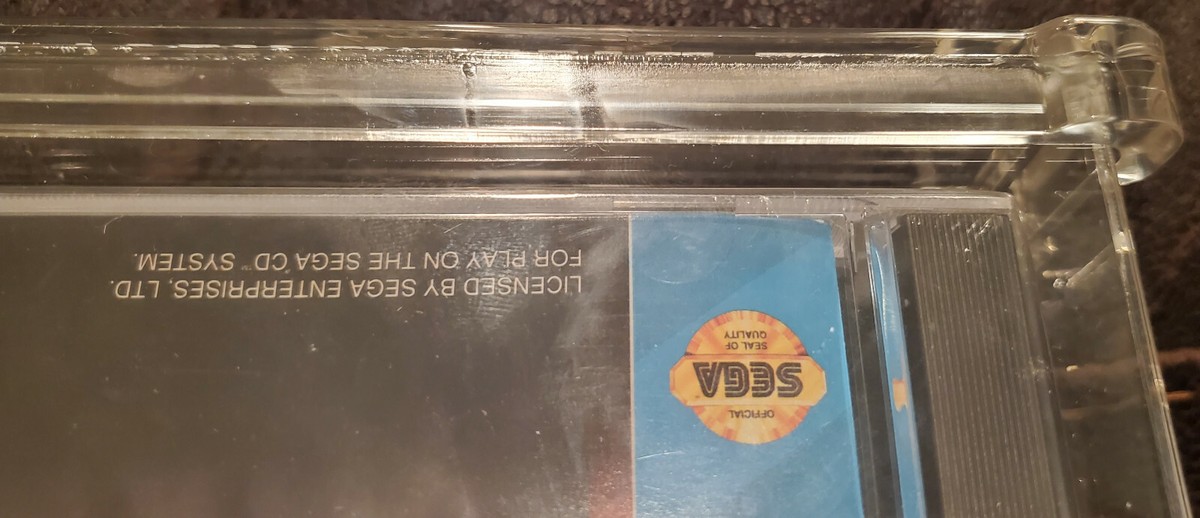 LICENSED BY SEGA ENTERPRISES, LTD.
FOR PLAY ON THE SEGA CD™ SYSTEM.
OFFICIAL
SEGA
SEAL OF
QUALITY